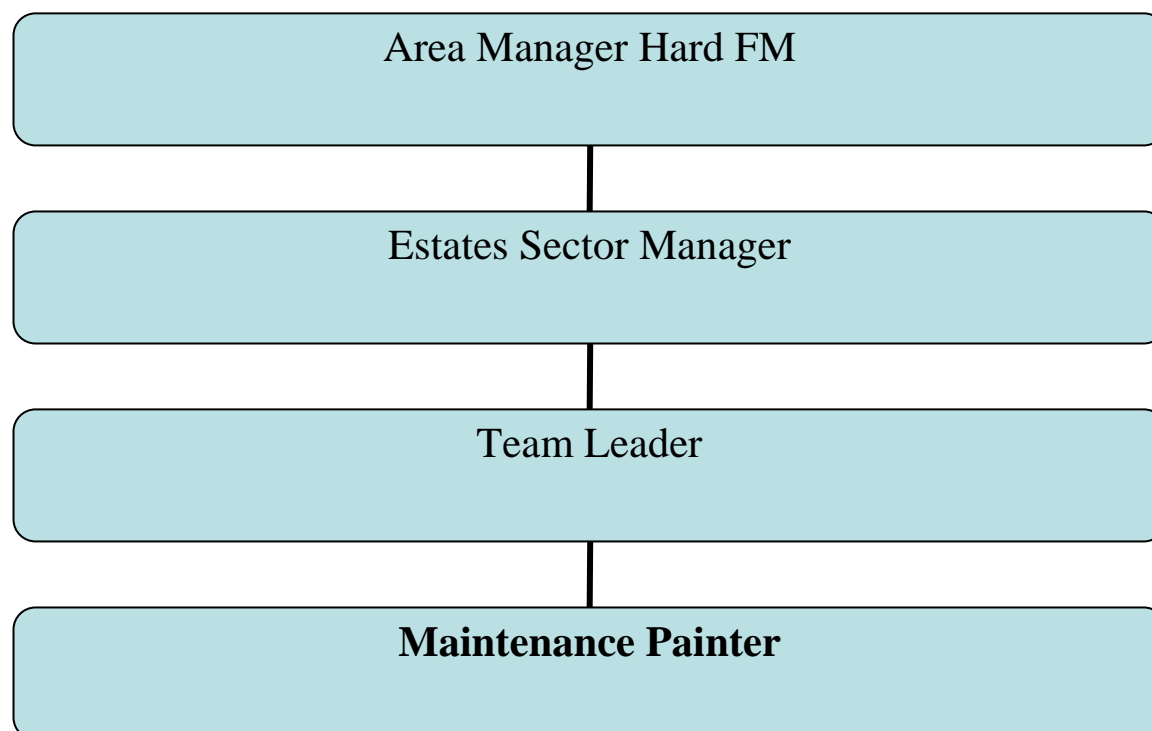 Area Manager Hard FM
Estates Sector Manager
Team Leader
Maintenance Painter